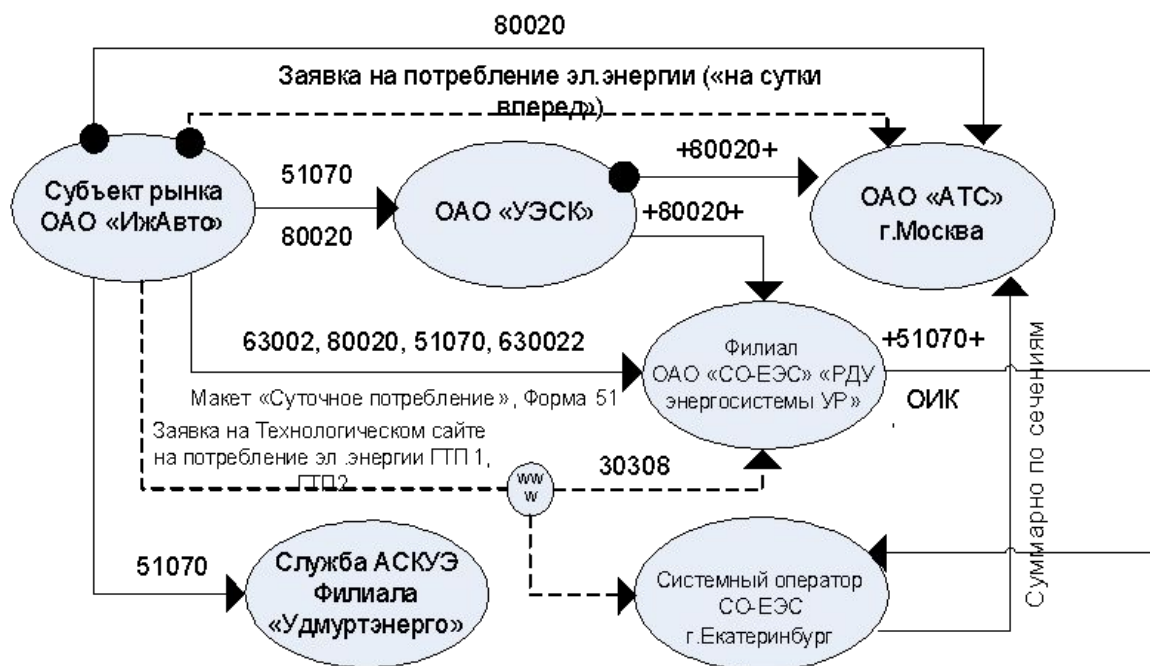 80020
Заявка на потребление эл.энергии («на сутки
вперед»)
51070
80020
+80020+
+80020+
Субъект рынка
ОАО «ИжАвто»
ОАО «УЭСК»
ОАО «АТС»
г.Москва
63002, 80020, 51070, 630022
Макет «Суточное потребление», Форма 51
Филиал
ОАО «СО-ЕЭС» «РДУ
энергосистемы УР»
+51070+
ОИК
Заявка на Технологическом сайте
на потребление эл .энергии ГТП 1,
ГТП2
ww
w
30308
Суммарно по сечениям
51070
Служба АСКУЭ
Филиала
«Удмуртэнерго»
Системный оператор
СО-ЕЭС
г.Екатеринбург